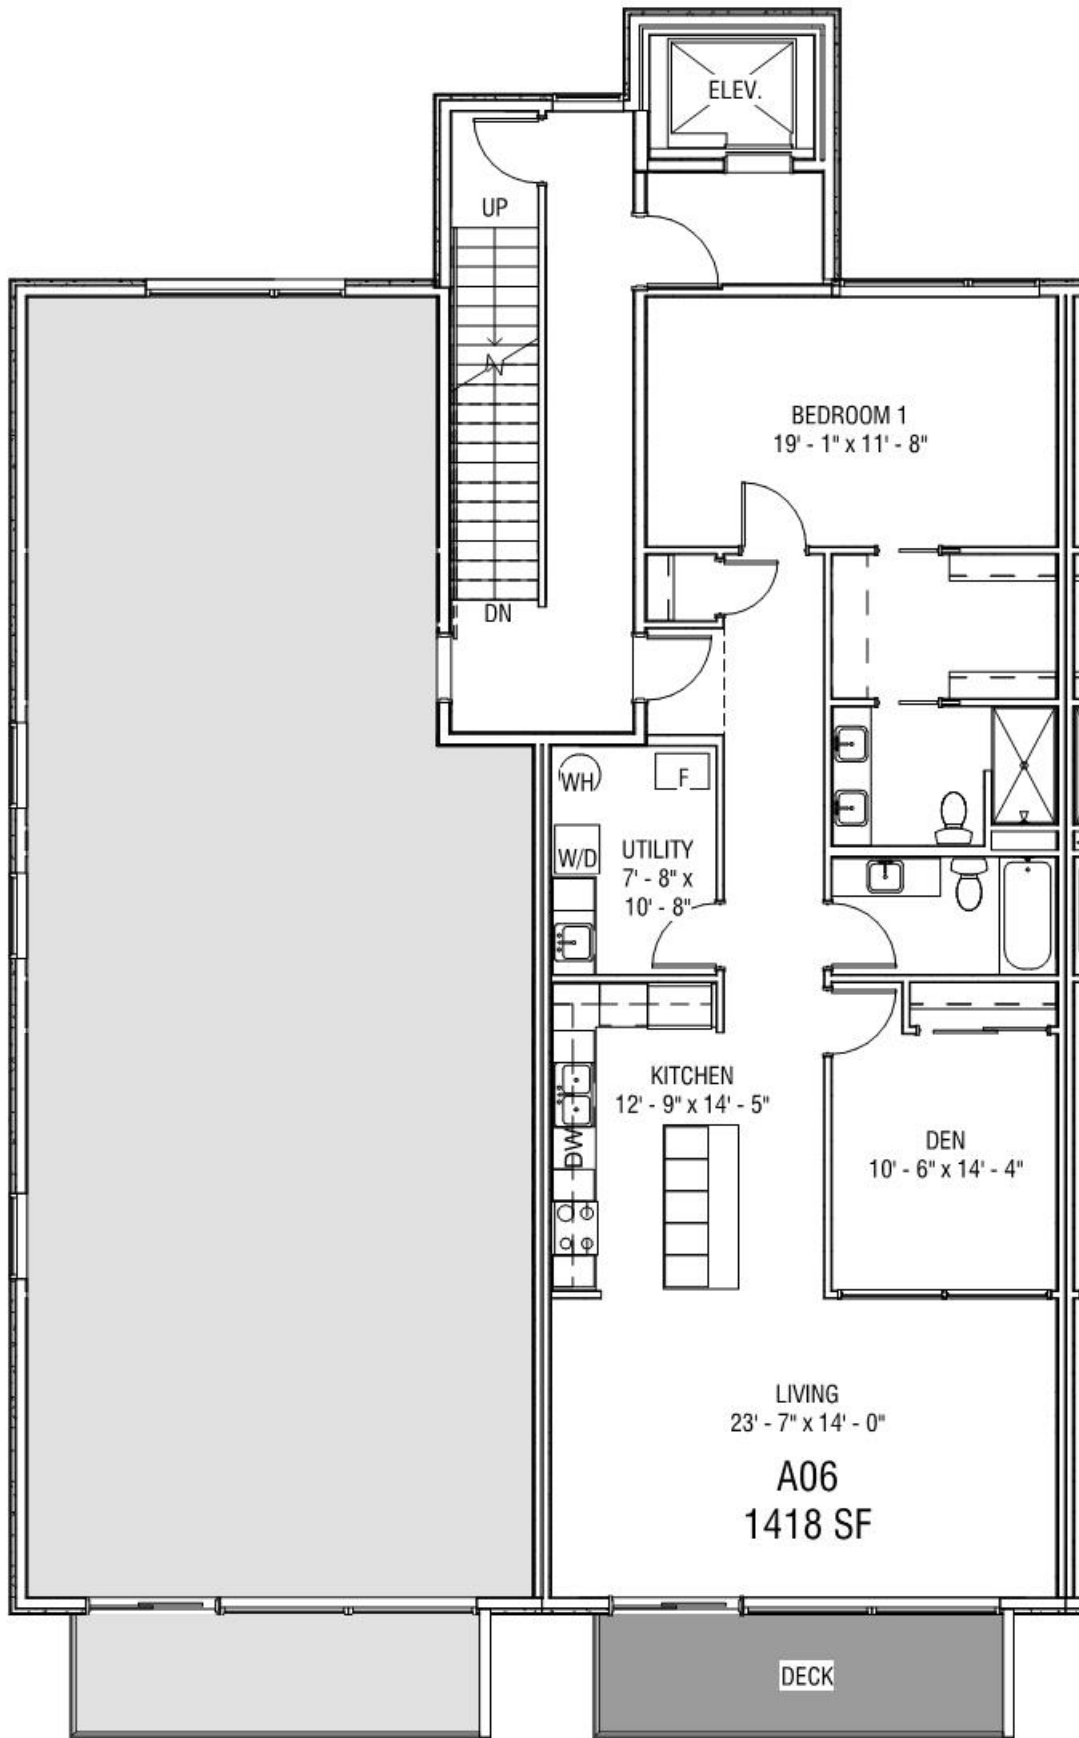 ELEV.
UP
BEDROOM 1
19' - 1" x 11' - 8"
DN
WH
F
W/D
UTILITY
7' - 8" x
10' - 8"
KITCHEN
12' - 9" x 14' - 5"
DW
DEN
10' - 6" x 14' - 4"
LIVING
23' - 7" x 14' - 0"
A06
1418 SF
DECK